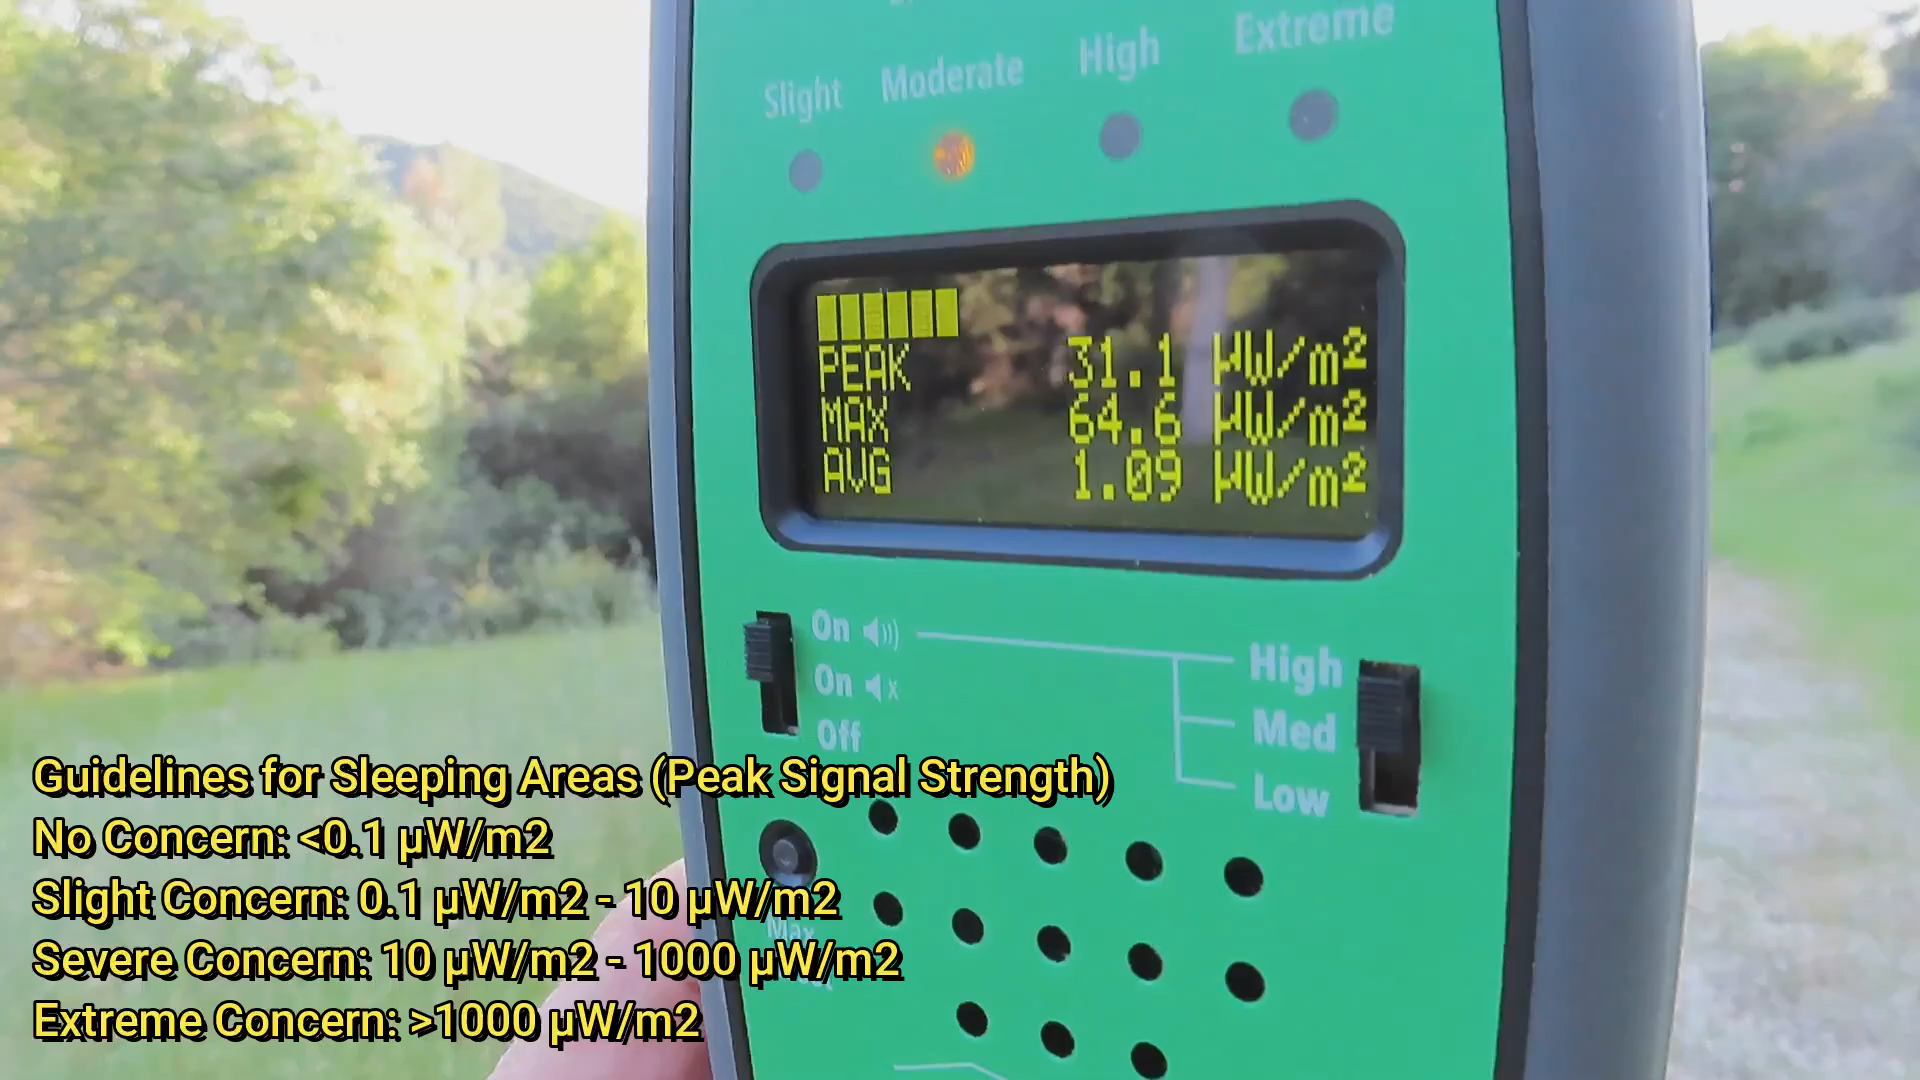 Slight Moderate High Extreme
PEAK 31.1 µW/m²
MAX 64.6 µW/m²
AVG 1.09 µW/m²
On
On x
Off
High
Med
Low
Guidelines for Sleeping Areas (Peak Signal Strength)
No Concern: <0.1 µW/m2
Slight Concern: 0.1 µW/m2 - 10 µW/m2
Max
Severe Concern: 10 µW/m2 - 1000 µW/m2
Extreme Concern: >1000 µW/m2